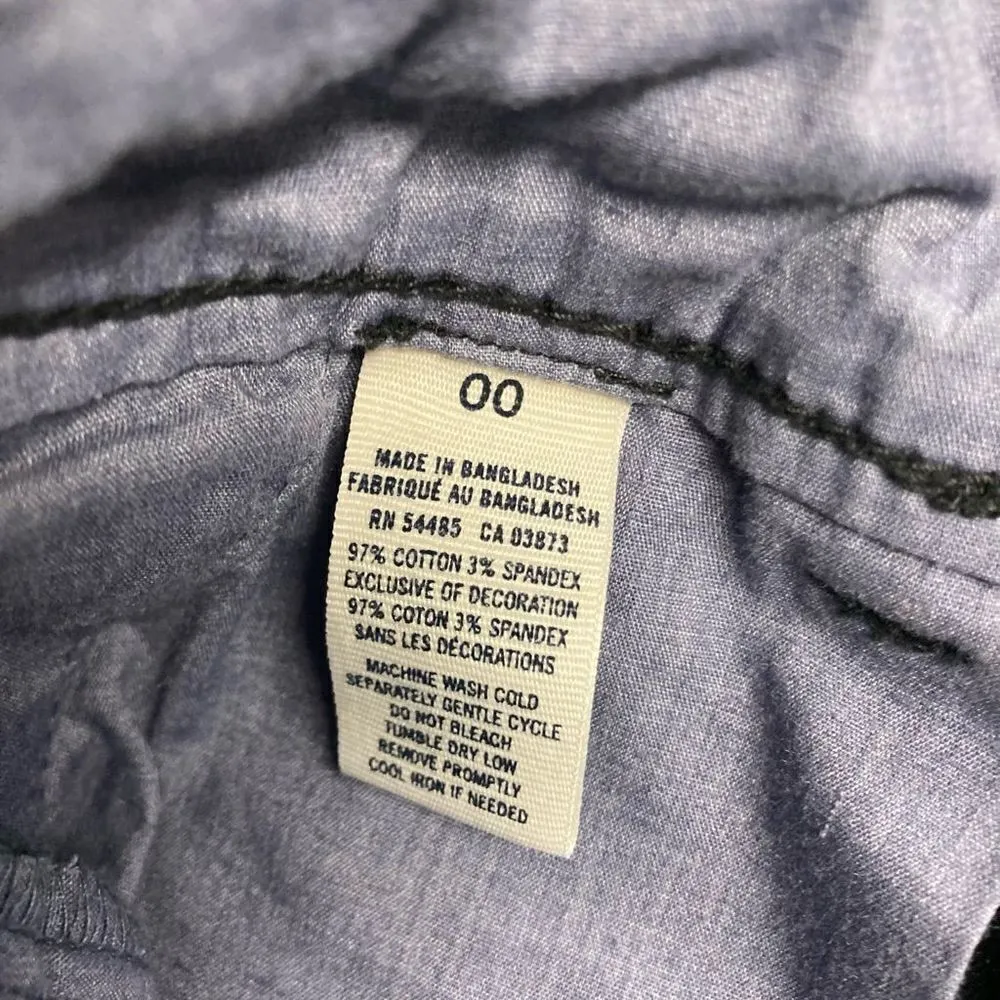 00
MADE IN BANGLADESH
FABRIQUÉ AU BANGLADESH
RN 54485 CA 03873
97% COTTON 3% SPANDEX
EXCLUSIVE OF DECORATION
97% COTON 3% SPANDEX
SANS LES DÉCORATIONS
MACHINE WASH COLD
SEPARATELY GENTLE CYCLE
DO NOT BLEACH
TUMBLE DRY LOW
REMOVE PROMPTLY
COOL IRON IF NEEDED